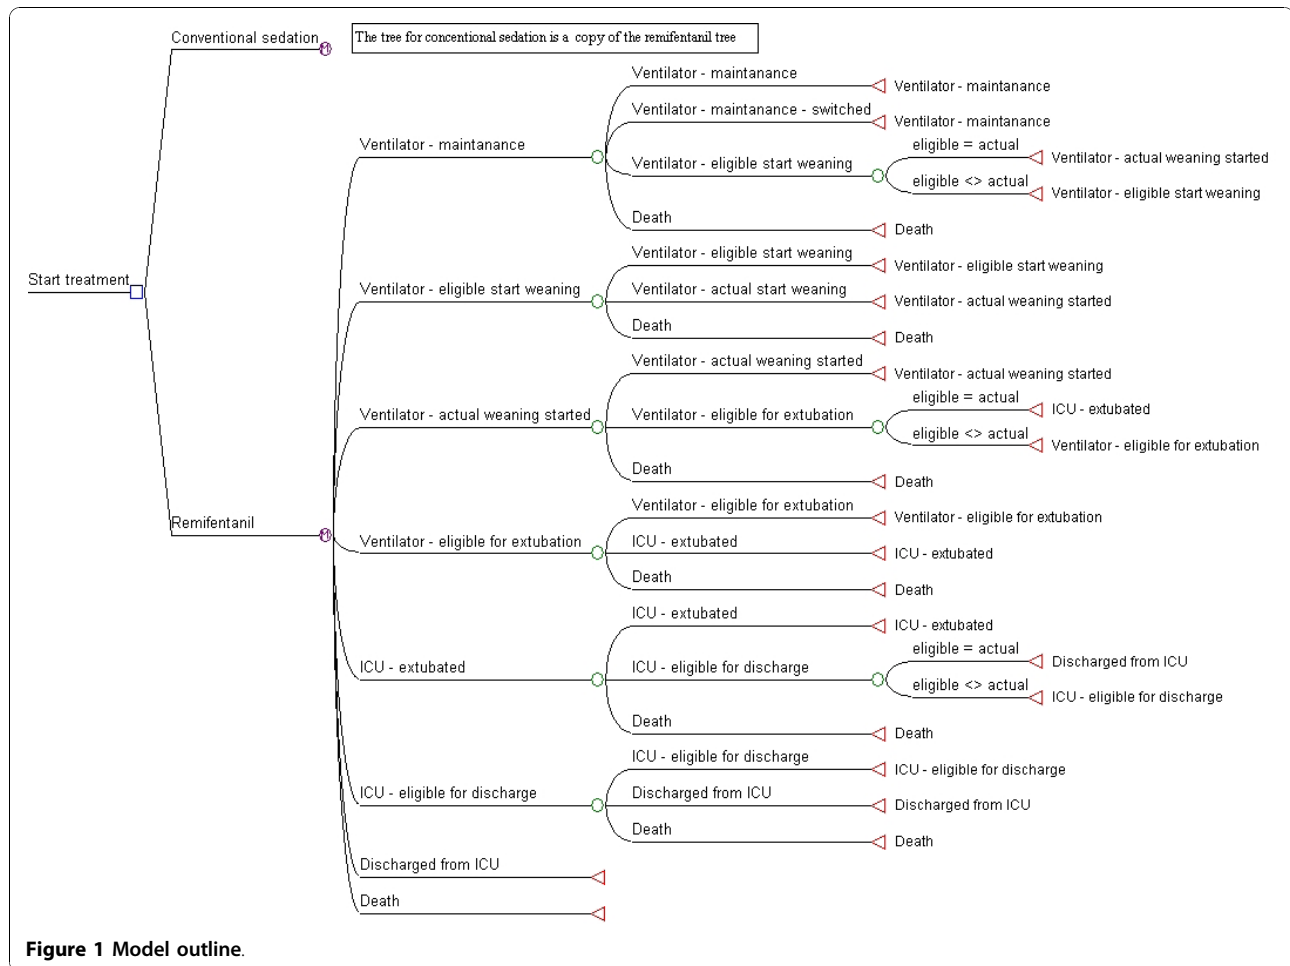 Conventional sedation
M
The tree for concentional sedation is a copy of the remifentanil tree
Start treatment
Remifentanil
M
Ventilator - maintanance
Ventilator - maintanance
Ventilator - maintanance
Ventilator - maintanance - switched
Ventilator - maintanance
Ventilator - eligible start weaning
eligible = actual
Ventilator - actual weaning started
eligible <> actual
Ventilator - eligible start weaning
Death
Death
Ventilator - eligible start weaning
Ventilator - eligible start weaning
Ventilator - eligible start weaning
Ventilator - actual start weaning
Ventilator - actual weaning started
Death
Death
Ventilator - actual weaning started
Ventilator - actual weaning started
Ventilator - actual weaning started
Ventilator - eligible for extubation
eligible = actual
ICU - extubated
eligible <> actual
Ventilator - eligible for extubation
Death
Death
Ventilator - eligible for extubation
Ventilator - eligible for extubation
Ventilator - eligible for extubation
ICU - extubated
ICU - extubated
Death
Death
ICU - extubated
ICU - extubated
ICU - extubated
ICU - eligible for discharge
eligible = actual
Discharged from ICU
eligible <> actual
ICU - eligible for discharge
Death
Death
ICU - eligible for discharge
ICU - eligible for discharge
ICU - eligible for discharge
Discharged from ICU
Discharged from ICU
Death
Death
Discharged from ICU
Death
Figure 1 Model outline.